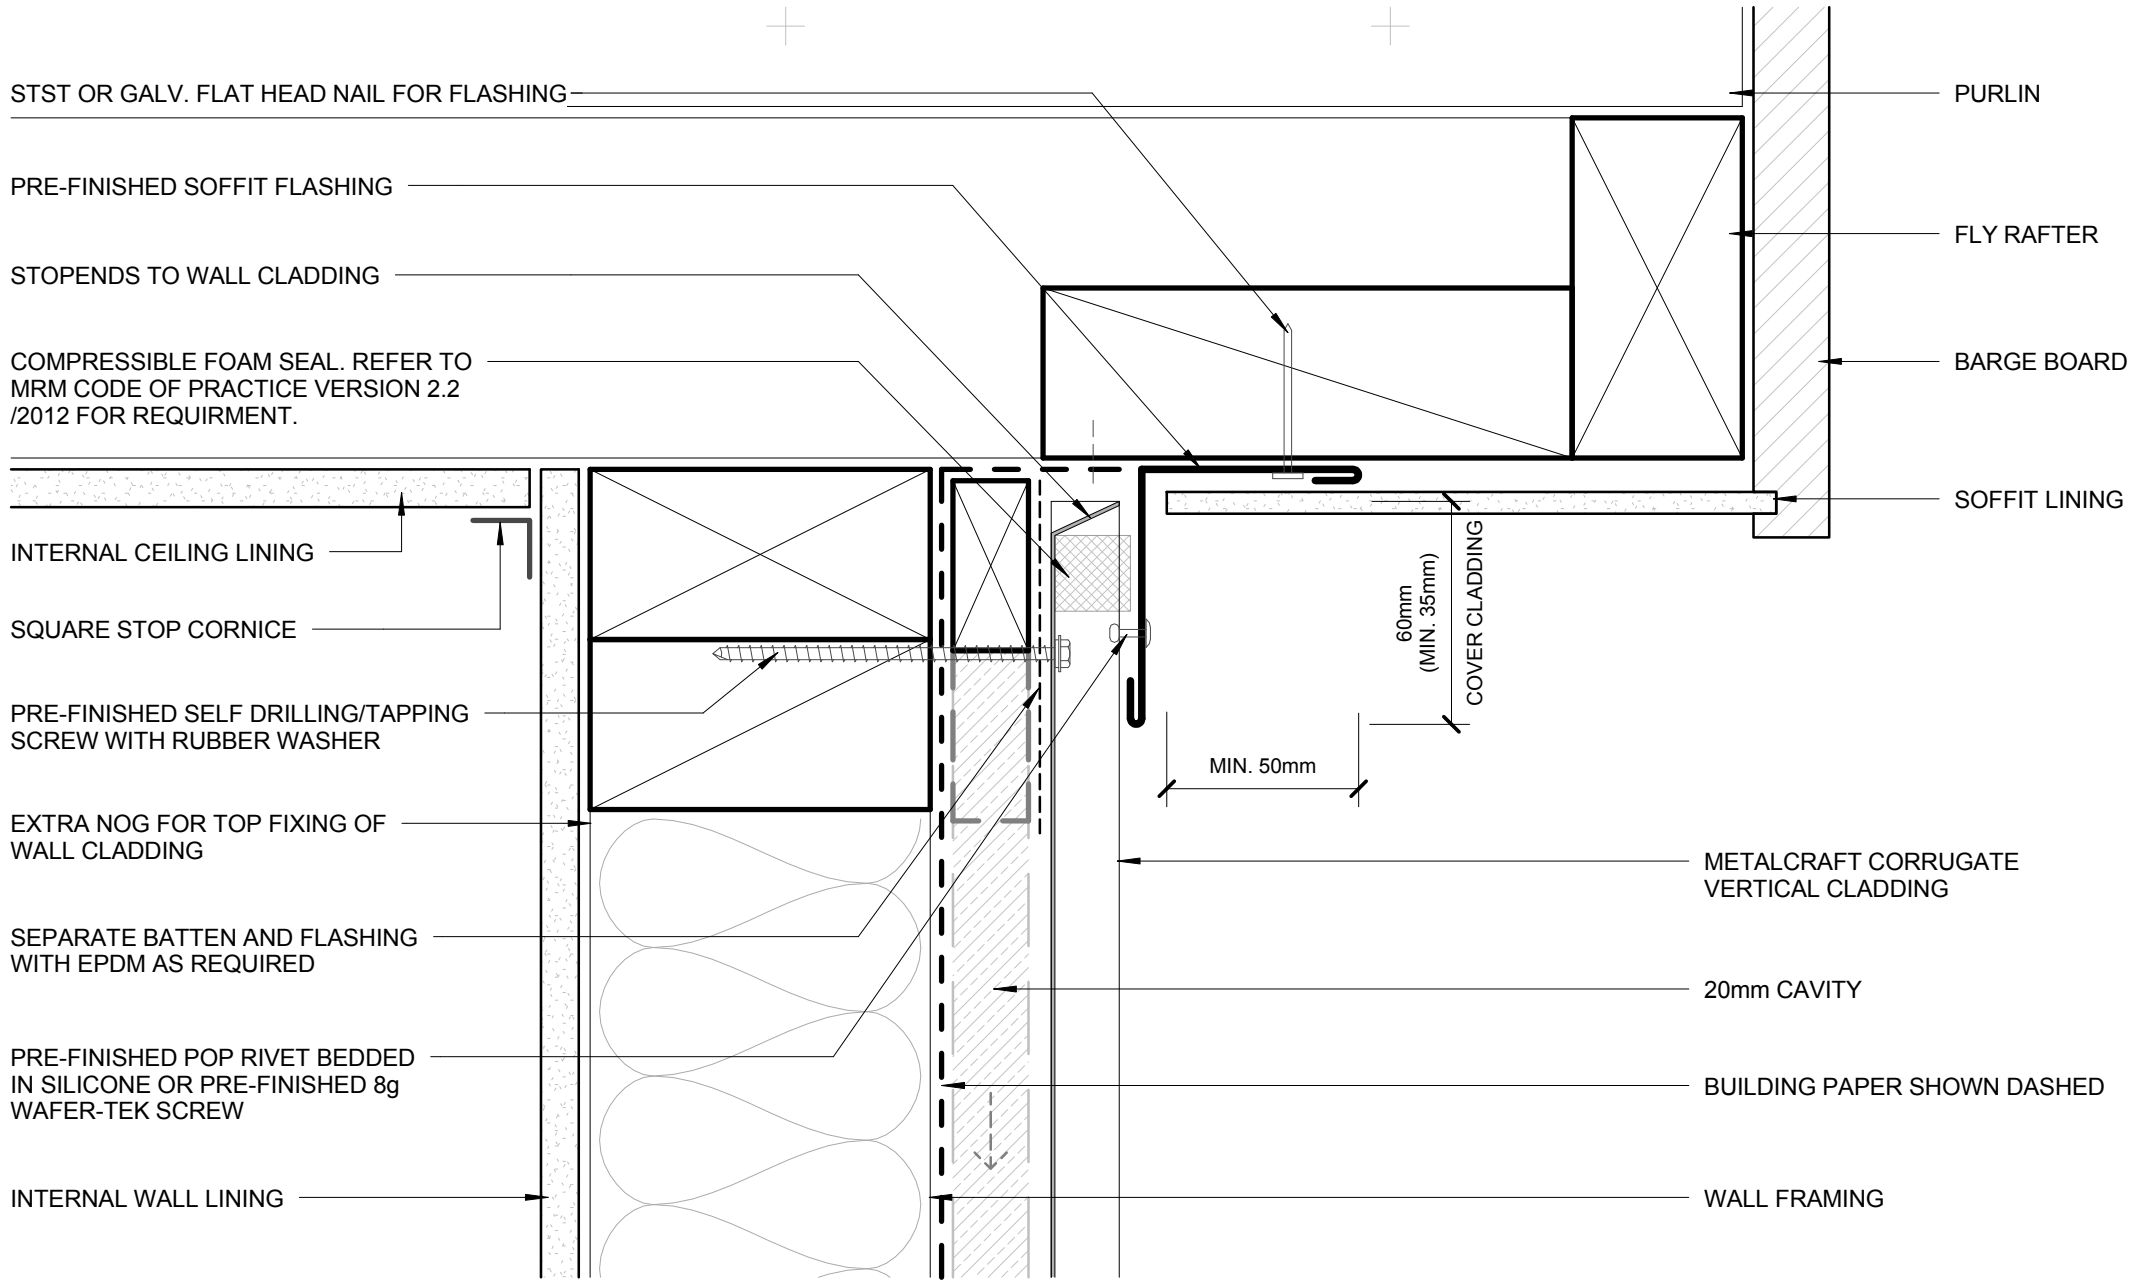 STST OR GALV. FLAT HEAD NAIL FOR FLASHING
PRE-FINISHED SOFFIT FLASHING
STOPENDS TO WALL CLADDING
COMPRESSIBLE FOAM SEAL. REFER TO
MRM CODE OF PRACTICE VERSION 2.2
/2012 FOR REQUIRMENT.
INTERNAL CEILING LINING
SQUARE STOP CORNICE
PRE-FINISHED SELF DRILLING/TAPPING
SCREW WITH RUBBER WASHER
EXTRA NOG FOR TOP FIXING OF
WALL CLADDING
SEPARATE BATTEN AND FLASHING
WITH EPDM AS REQUIRED
PRE-FINISHED POP RIVET BEDDED
IN SILICONE OR PRE-FINISHED 8g
WAFER-TEK SCREW
INTERNAL WALL LINING
60mm
(MIN. 35mm)
COVER CLADDING
MIN. 50mm
PURLIN
FLY RAFTER
BARGE BOARD
SOFFIT LINING
METALCRAFT CORRUGATE
VERTICAL CLADDING
20mm CAVITY
BUILDING PAPER SHOWN DASHED
WALL FRAMING